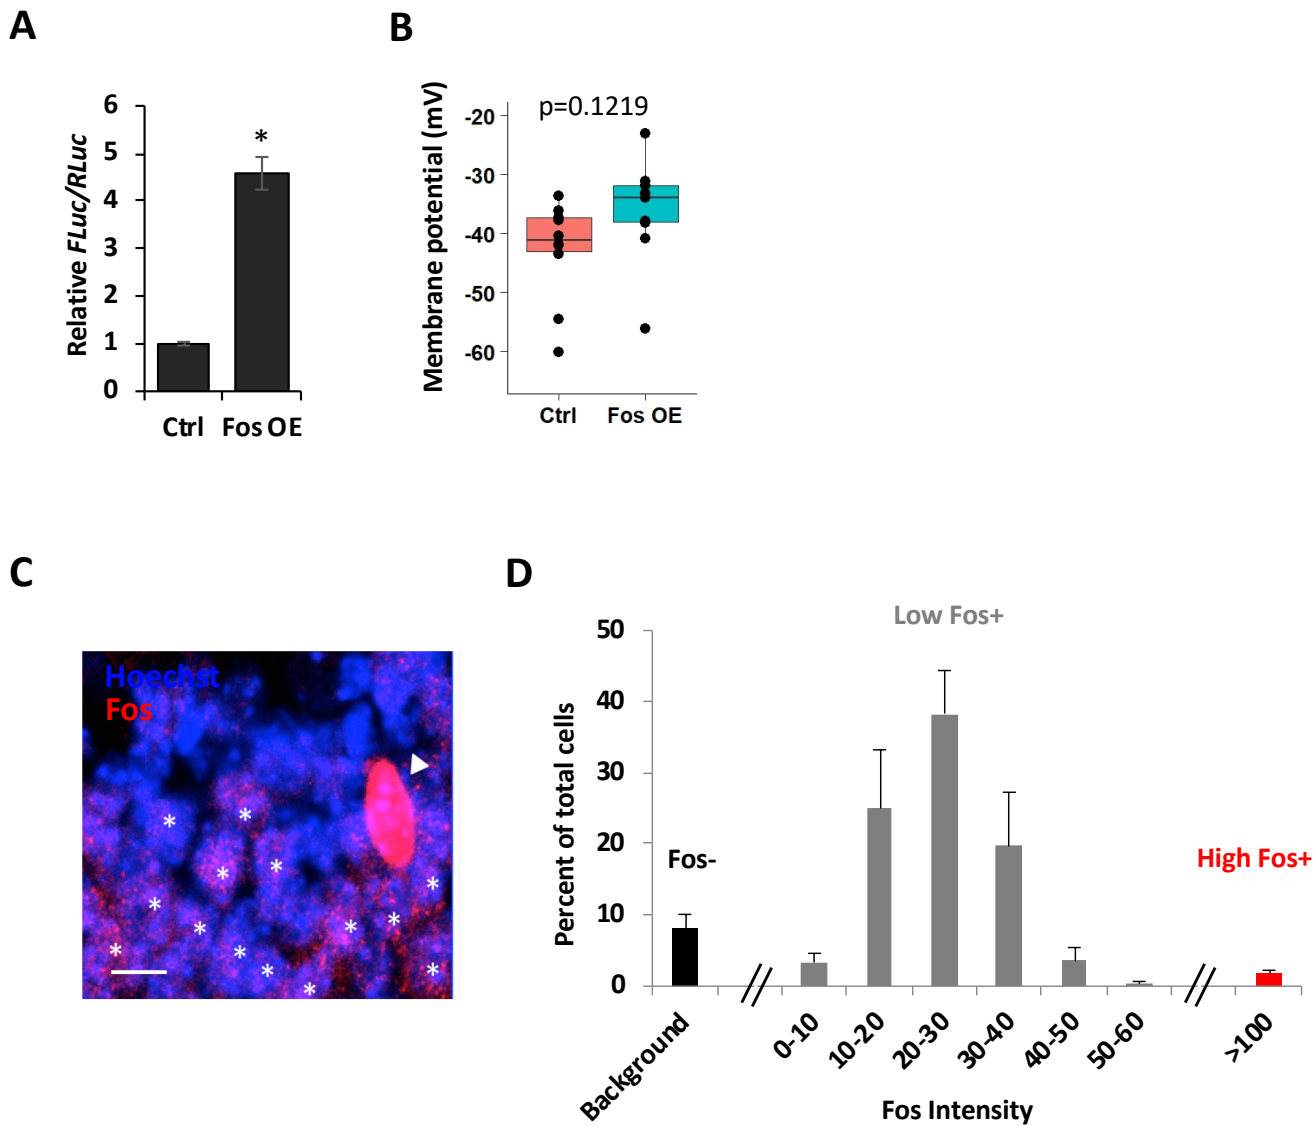 A
B
Relative FLuc/RLuc
6
5
4
3
2
1
0
*
Ctrl Fos OE
Membrane potential (mV)
p=0.1219
-20
-30
-40
-50
-60
Ctrl Fos OE
C
D
Hoechst
Fos
*
*
*
*
*
*
*
*
*
*
*
*
*
*
Percent of total cells
50
40
30
20
10
0
Low Fos+
Fos-
High Fos+
Background
0-10
10-20
20-30
30-40
40-50
50-60
>100
Fos Intensity